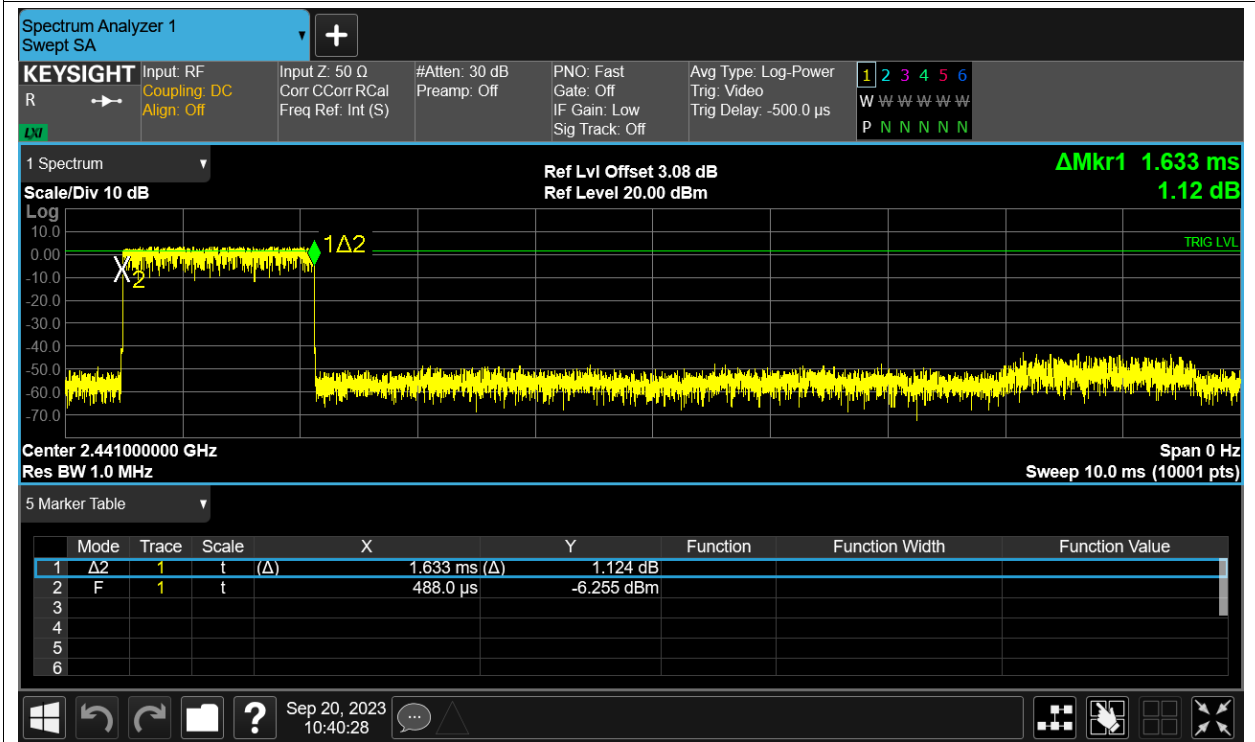 Spectrum Analyzer 1
Swept SA
KEYSIGHT
R
LXI
Input: RF
Coupling: DC
Align: Off
Input Z: 50 Ω
Corr CCorr RCal
Freq Ref: Int (S)
#Atten: 30 dB
Preamp: Off
PNO: Fast
Gate: Off
IF Gain: Low
Sig Track: Off
Avg Type: Log-Power
Trig: Video
Trig Delay: -500.0 µs
1 2 3 4 5 6
W W W W W W
P N N N N N
1 Spectrum
Scale/Div 10 dB
Ref Lvl Offset 3.08 dB
Ref Level 20.00 dBm
ΔMkr1 1.633 ms
1.12 dB
Log
10.0
0.00
-10.0
-20.0
-30.0
-40.0
-50.0
-60.0
-70.0
X2
1Δ2
TRIG LVL
Center 2.441000000 GHz
Res BW 1.0 MHz
Span 0 Hz
Sweep 10.0 ms (10001 pts)
5 Marker Table
Mode Trace Scale X Y Function Function Width Function Value
1 Δ2 1 t (Δ) 1.633 ms (Δ) 1.124 dB
2 F 1 t 488.0 µs -6.255 dBm
3
4
5
6
?
Sep 20, 2023
10:40:28